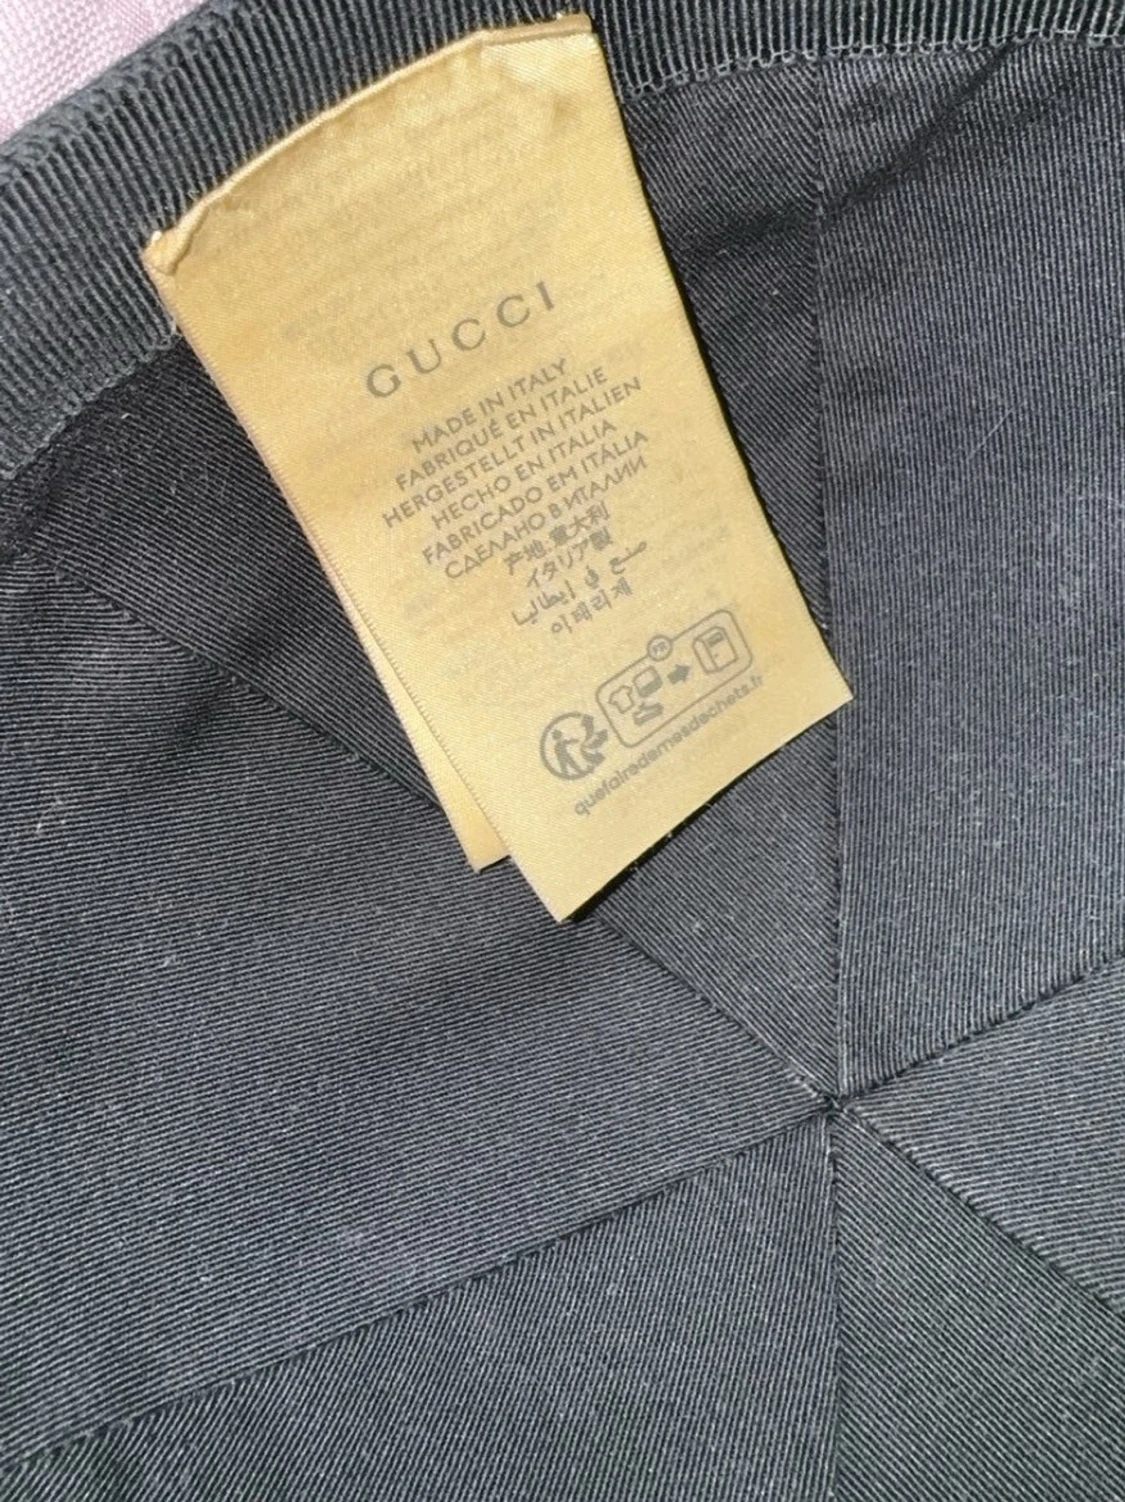 GUCCI
MADE IN ITALY
FABRIQUÉ EN ITALIE
HERGESTELLT IN ITALIEN
HECHO EN ITALIA
FABRICADO EM ITÁLIA
СДЕЛАНО В ИТАЛИИ
产地:意大利
イタリア製
صنع في إيطاليا
이태리제
FR
quefairedemesdechets.fr